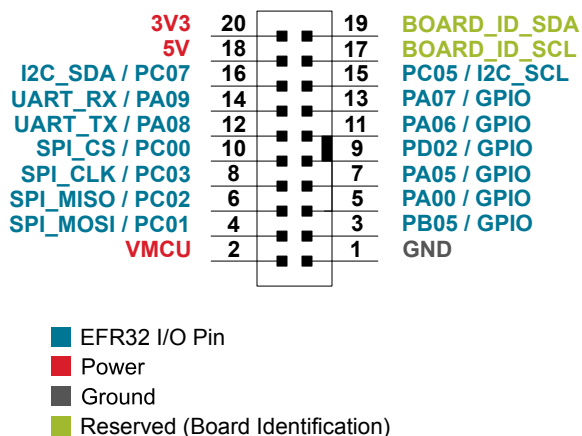 3V3 20 19 BOARD_ID_SDA
5V 18 17 BOARD_ID_SCL
I2C_SDA / PC07 16 15 PC05 / I2C_SCL
UART_RX / PA09 14 13 PA07 / GPIO
UART_TX / PA08 12 11 PA06 / GPIO
SPI_CS / PC00 10 9 PD02 / GPIO
SPI_CLK / PC03 8 7 PA05 / GPIO
SPI_MISO / PC02 6 5 PA00 / GPIO
SPI_MOSI / PC01 4 3 PB05 / GPIO
VMCU 2 1 GND
EFR32 I/O Pin
Power
Ground
Reserved (Board Identification)